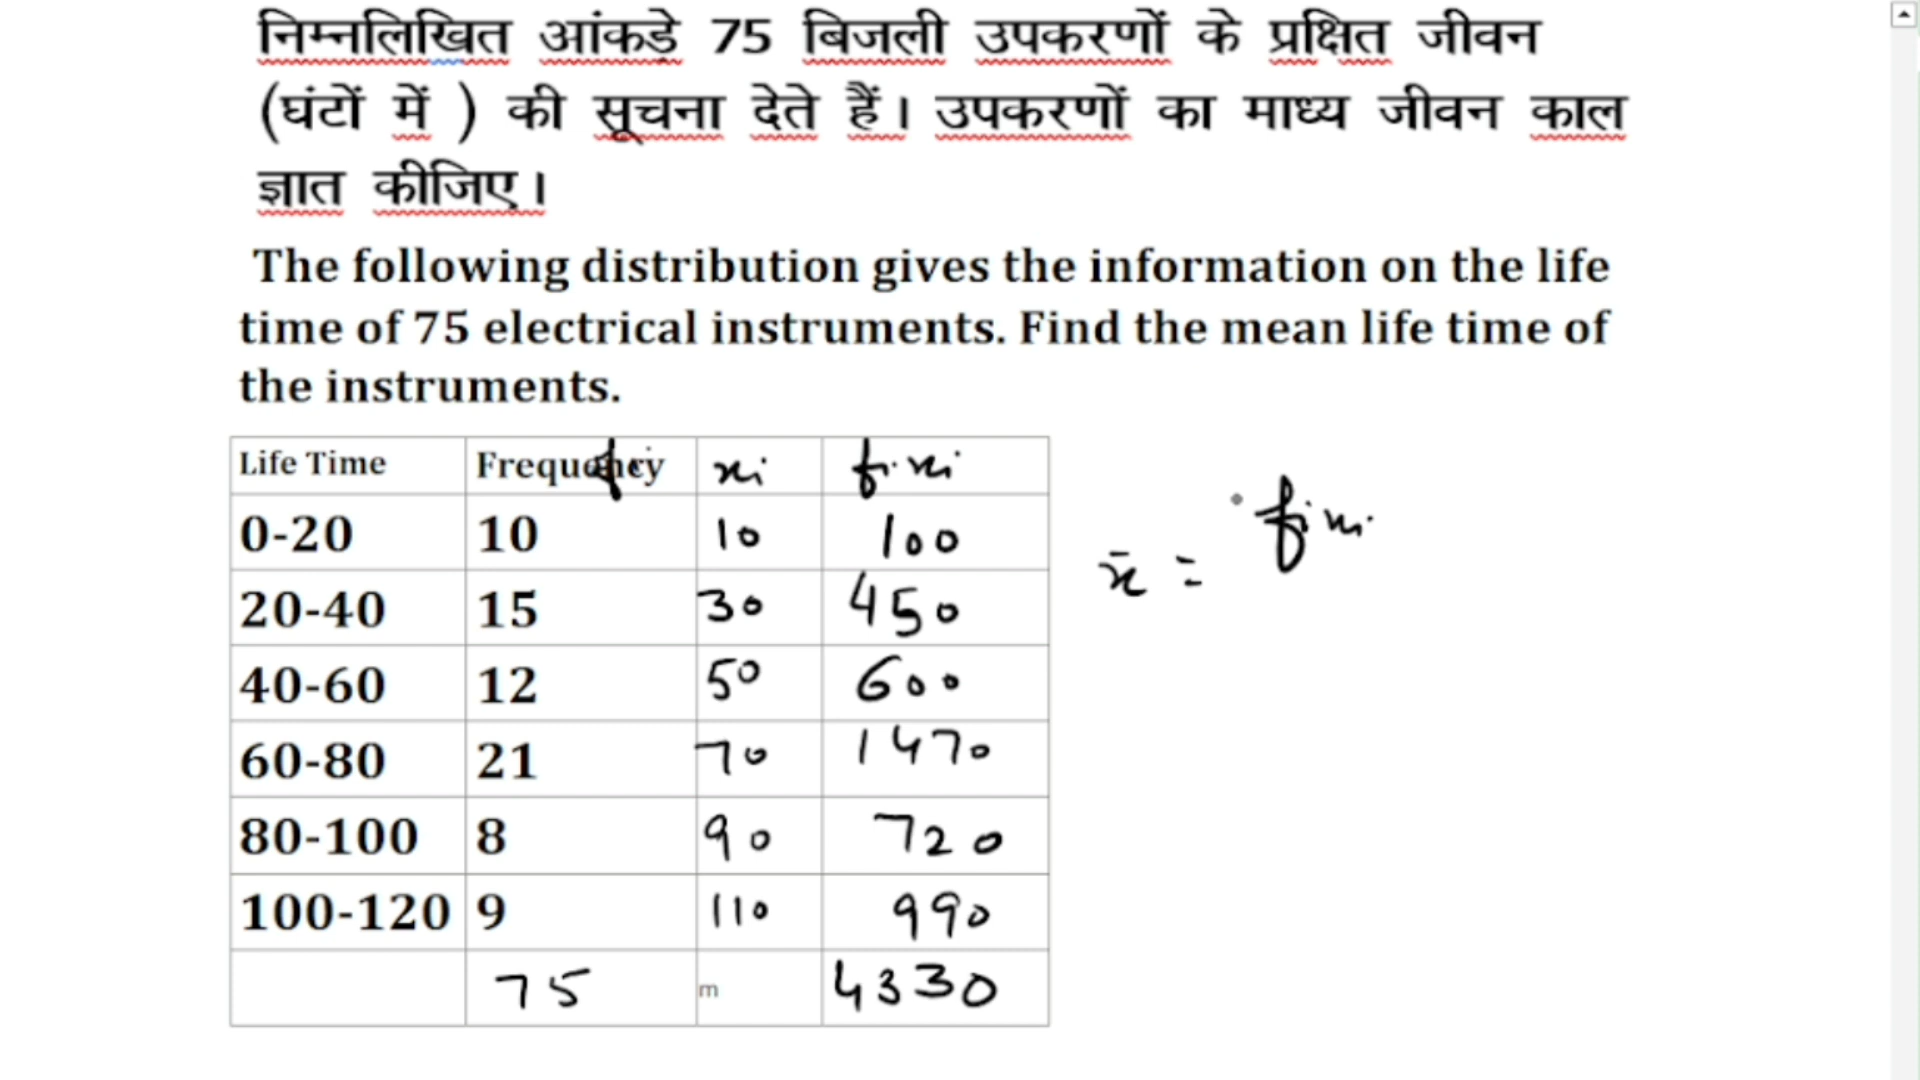 निम्नलिखित आंकड़े 75 बिजली उपकरणों के प्रक्षित जीवन
(घंटों में ) की सूचना देते हैं। उपकरणों का माध्य जीवन काल
ज्ञात कीजिए।
The following distribution gives the information on the life
time of 75 electrical instruments. Find the mean life time of
the instruments.
Life Time Frequency fi xi fi xi
0-20 10 10 100
20-40 15 30 450
40-60 12 50 600
60-80 21 70 1470
80-100 8 90 720
100-120 9 110 990
75 m 4330
x̄ = fixi